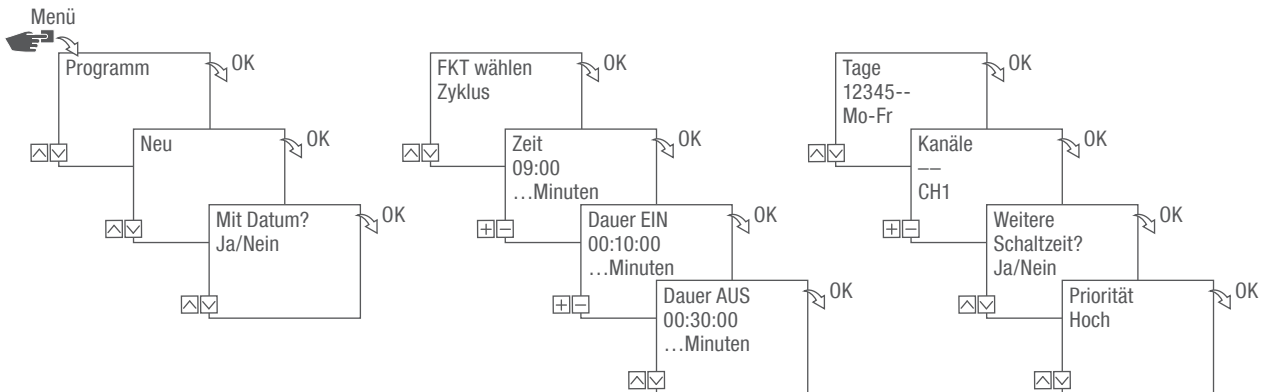 Menü
Programm
OK
Neu
OK
Mit Datum?
Ja/Nein
OK
FKT wählen
Zyklus
OK
Zeit
09:00
…Minuten
OK
Dauer EIN
00:10:00
…Minuten
OK
Dauer AUS
00:30:00
…Minuten
OK
Tage
12345--
Mo-Fr
OK
Kanäle
––
CH1
OK
Weitere
Schaltzeit?
Ja/Nein
OK
Priorität
Hoch
OK